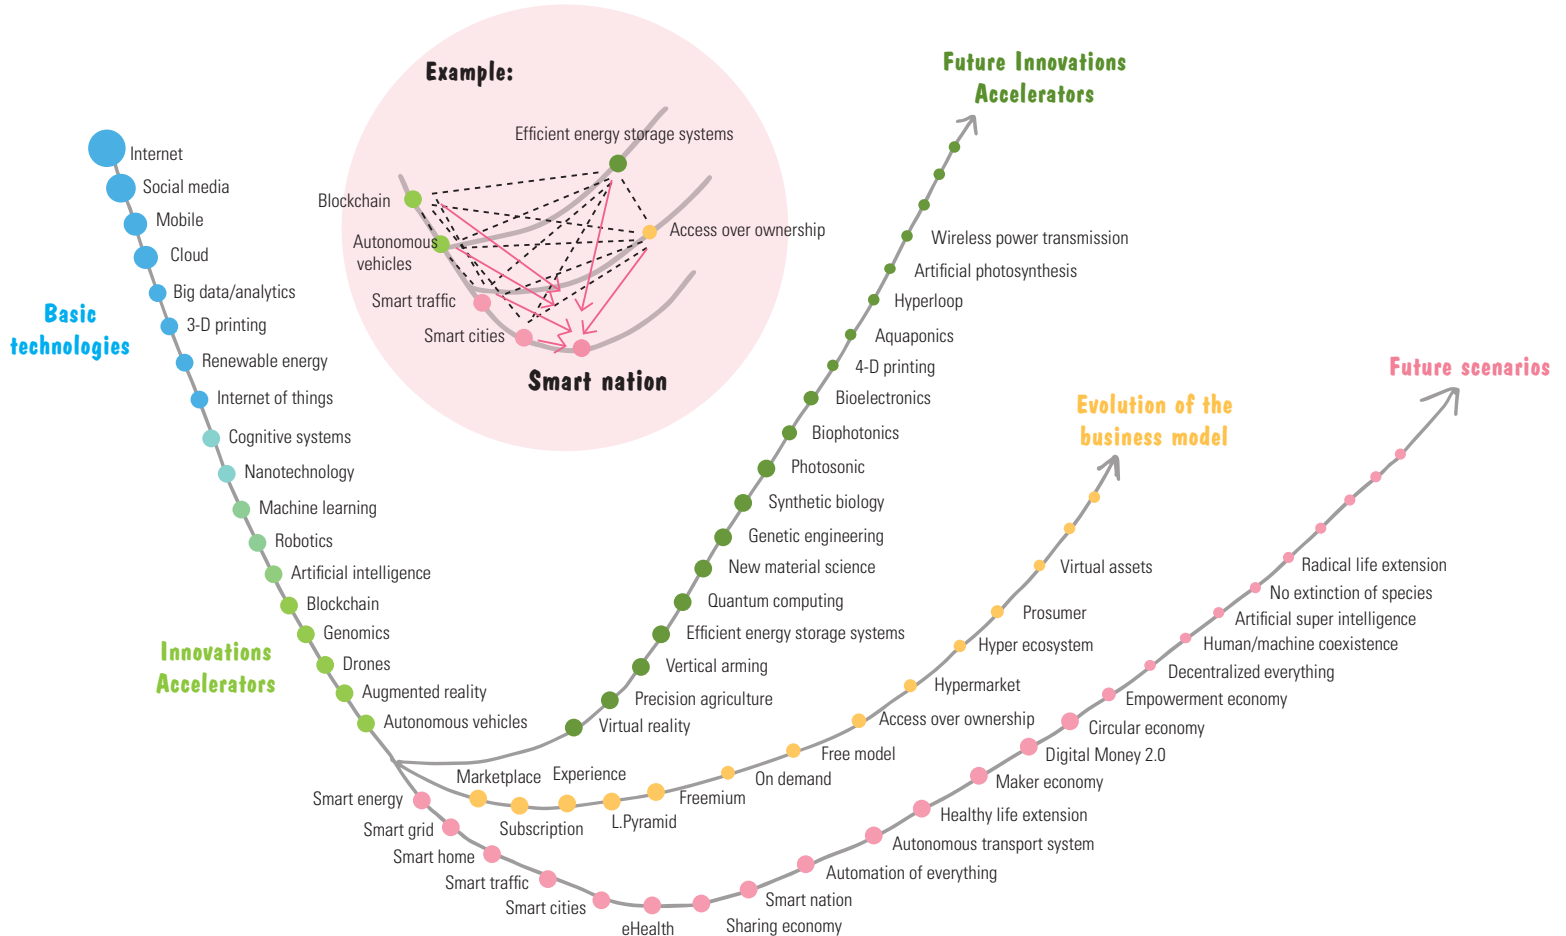 Example:
Efficient energy storage systems
Blockchain
Autonomous
vehicles
Access over ownership
Smart traffic
Smart cities
Smart nation
Basic
technologies
Internet
Social media
Mobile
Cloud
Big data/analytics
3-D printing
Renewable energy
Internet of things
Cognitive systems
Nanotechnology
Machine learning
Robotics
Artificial intelligence
Blockchain
Genomics
Drones
Augmented reality
Autonomous vehicles
Innovations
Accelerators
Future Innovations
Accelerators
Wireless power transmission
Artificial photosynthesis
Hyperloop
Aquaponics
4-D printing
Bioelectronics
Biophotonics
Photosonic
Synthetic biology
Genetic engineering
New material science
Quantum computing
Efficient energy storage systems
Vertical arming
Precision agriculture
Virtual reality
Evolution of the
business model
Virtual assets
Prosumer
Hyper ecosystem
Hypermarket
Access over ownership
Free model
On demand
Freemium
L.Pyramid
Experience
Subscription
Marketplace
Future scenarios
Radical life extension
No extinction of species
Artificial super intelligence
Human/machine coexistence
Decentralized everything
Empowerment economy
Circular economy
Digital Money 2.0
Maker economy
Healthy life extension
Autonomous transport system
Automation of everything
Smart nation
Sharing economy
eHealth
Smart cities
Smart traffic
Smart home
Smart grid
Smart energy